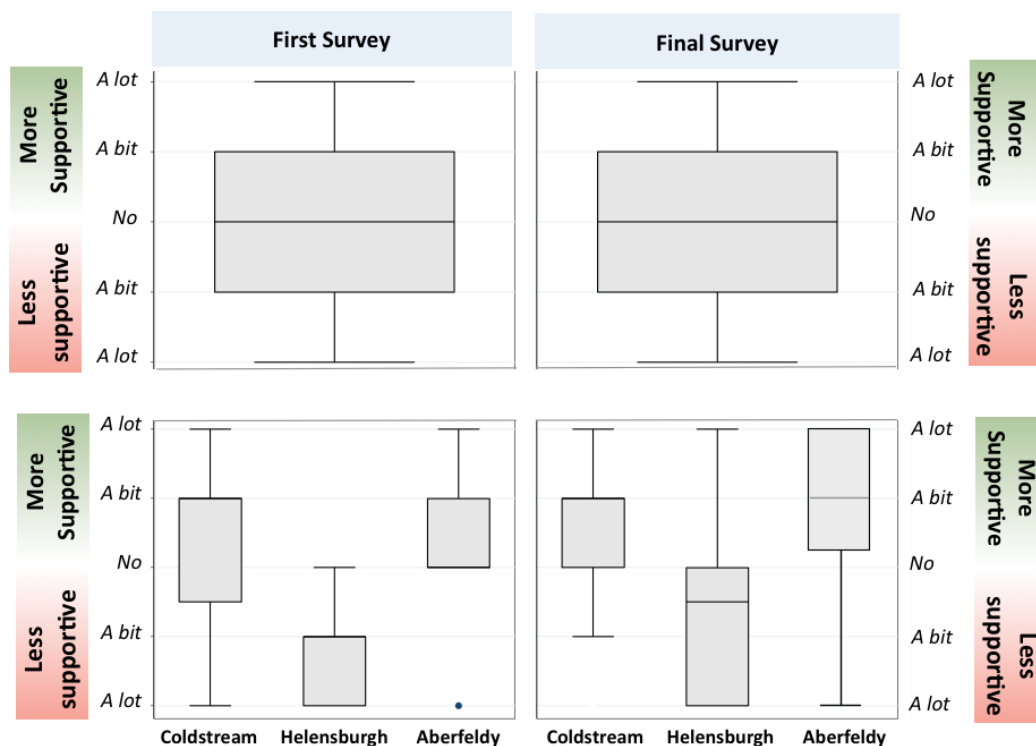 First Survey
Final Survey
More
Supportive
Less
supportive
A lot
A bit
No
A bit
A lot
A lot
A bit
No
A bit
A lot
More
Supportive
Less
supportive
More
Supportive
Less
supportive
A lot
A bit
No
A bit
A lot
A lot
A bit
No
A bit
A lot
More
Supportive
Less
supportive
Coldstream Helensburgh Aberfeldy
Coldstream Helensburgh Aberfeldy